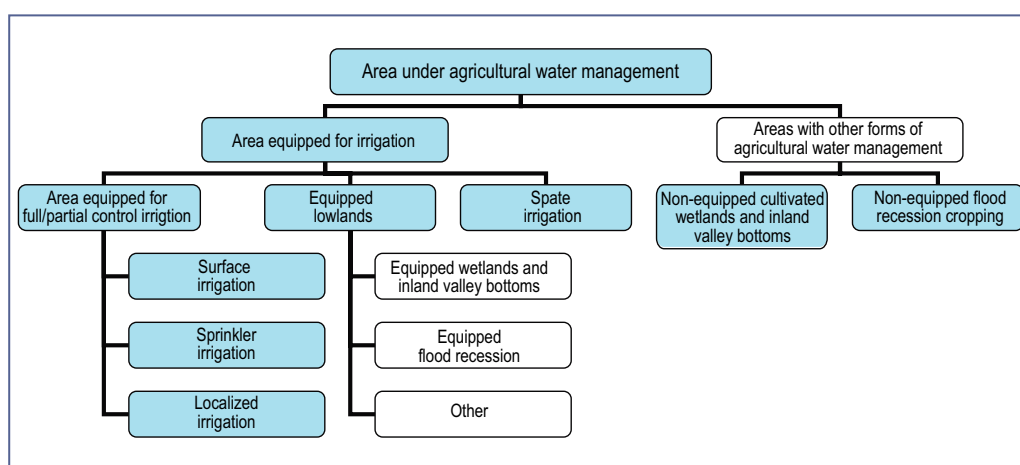 Area under agricultural water management
Area equipped for irrigation
Areas with other forms of
agricultural water management
Area equipped for
full/partial control irrigtion
Equipped
lowlands
Spate
irrigation
Non-equipped cultivated
wetlands and inland
valley bottoms
Non-equipped flood
recession cropping
Surface
irrigation
Equipped wetlands and
inland valley bottoms
Sprinkler
irrigation
Equipped
flood recession
Localized
irrigation
Other